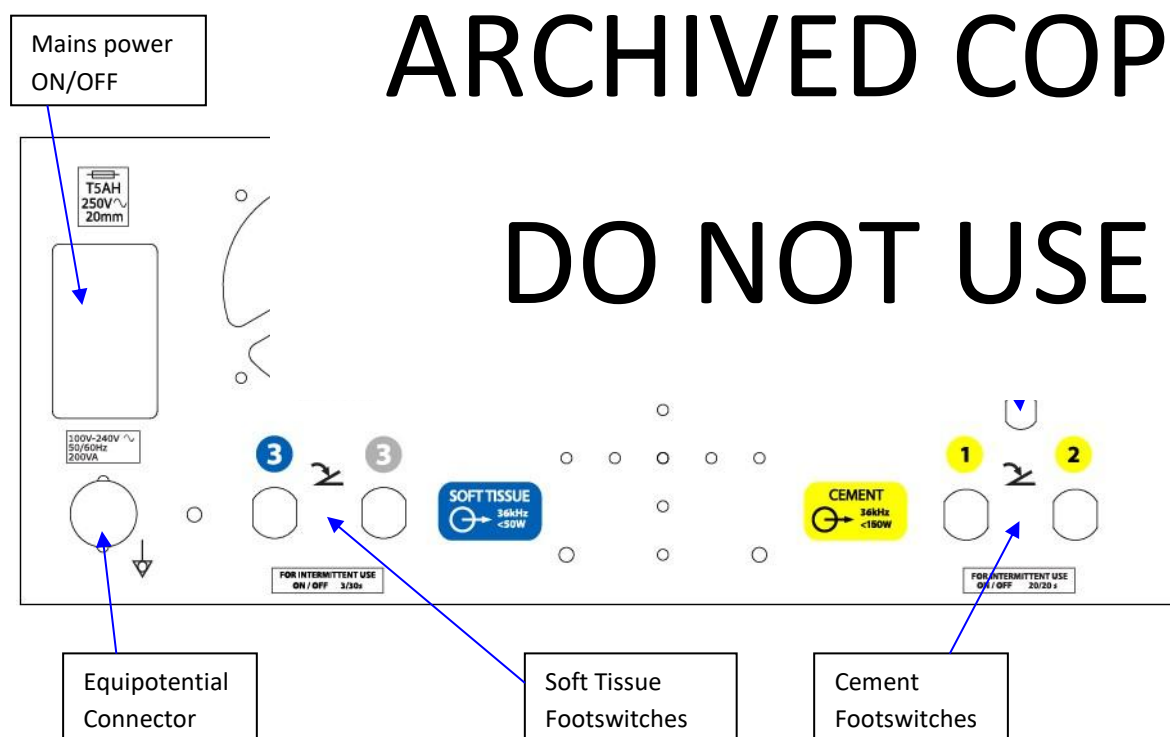 Mains power
ON/OFF
ARCHIVED COP
DO NOT USE
T5AH
250V
20mm
100V-240V
50/60Hz
200VA
3
3
SOFT TISSUE
36kHz
<50W
CEMENT
36kHz
<150W
1
2
FOR INTERMITTENT USE
ON / OFF 3/30s
FOR INTERMITTENT USE
ON / OFF 20/20 s
Equipotential
Connector
Soft Tissue
Footswitches
Cement
Footswitches